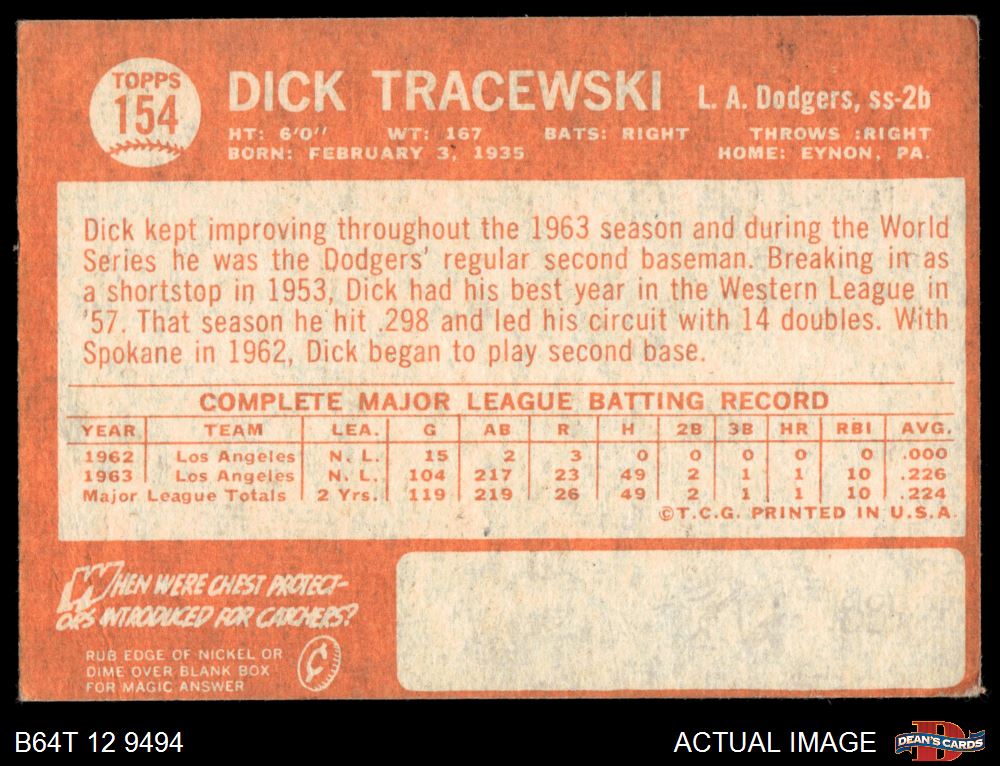 TOPPS
154
DICK TRACEWSKI L. A. Dodgers, ss-2b
HT: 6'0" WT: 167 BATS: RIGHT THROWS :RIGHT
BORN: FEBRUARY 3, 1935 HOME: EYNON, PA.
Dick kept improving throughout the 1963 season and during the World
Series he was the Dodgers' regular second baseman. Breaking in as
a shortstop in 1953, Dick had his best year in the Western League in
'57. That season he hit .298 and led his circuit with 14 doubles. With
Spokane in 1962, Dick began to play second base.
COMPLETE MAJOR LEAGUE BATTING RECORD
YEAR TEAM LEA. G AB R H 2B 3B HR RBI AVG.
1962 Los Angeles N. L. 15 2 3 0 0 0 0 0 .000
1963 Los Angeles N. L. 104 217 23 49 2 1 1 10 .226
Major League Totals 2 Yrs. 119 219 26 49 2 1 1 10 .224
©T.C.G. PRINTED IN U.S.A.
WHEN WERE CHEST PROTECT-
ORS INTRODUCED FOR CATCHERS?
RUB EDGE OF NICKEL OR
DIME OVER BLANK BOX
FOR MAGIC ANSWER
¢
B64T 12 9494 ACTUAL IMAGE DEAN'S CARDS